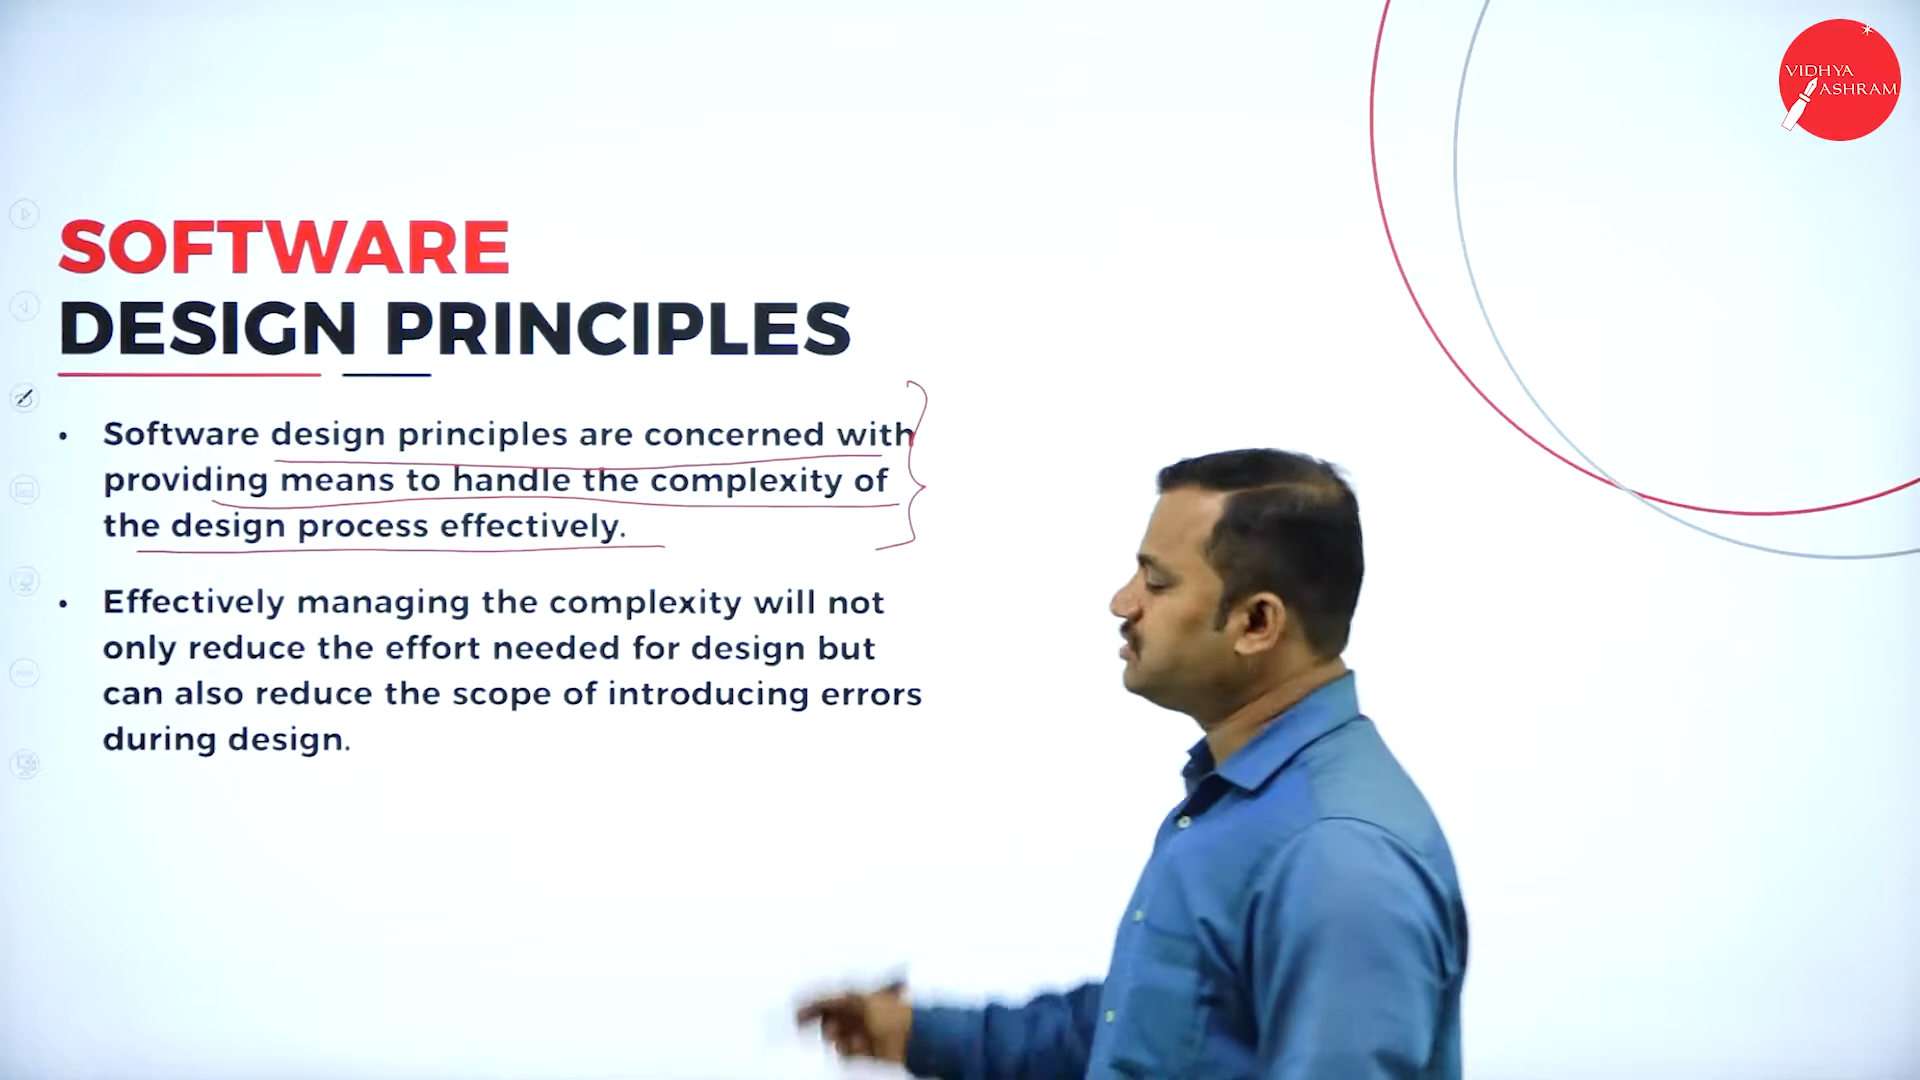 VIDHYA
ASHRAM
SOFTWARE
DESIGN PRINCIPLES
• Software design principles are concerned with
providing means to handle the complexity of
the design process effectively.
• Effectively managing the complexity will not
only reduce the effort needed for design but
can also reduce the scope of introducing errors
during design.